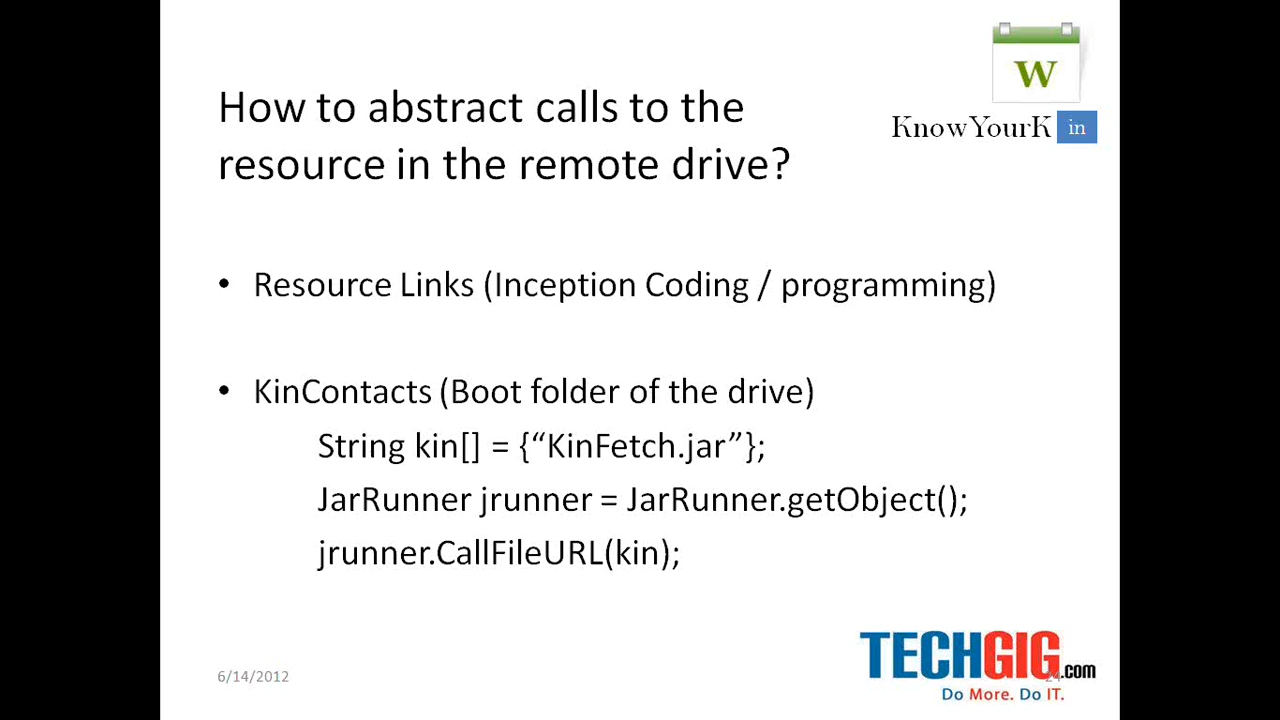 W
KnowYourK in
How to abstract calls to the
resource in the remote drive?
• Resource Links (Inception Coding / programming)
• KinContacts (Boot folder of the drive)
String kin[] = {“KinFetch.jar”};
JarRunner jrunner = JarRunner.getObject();
jrunner.CallFileURL(kin);
6/14/2012
TECHGIG.com
Do More. Do IT.